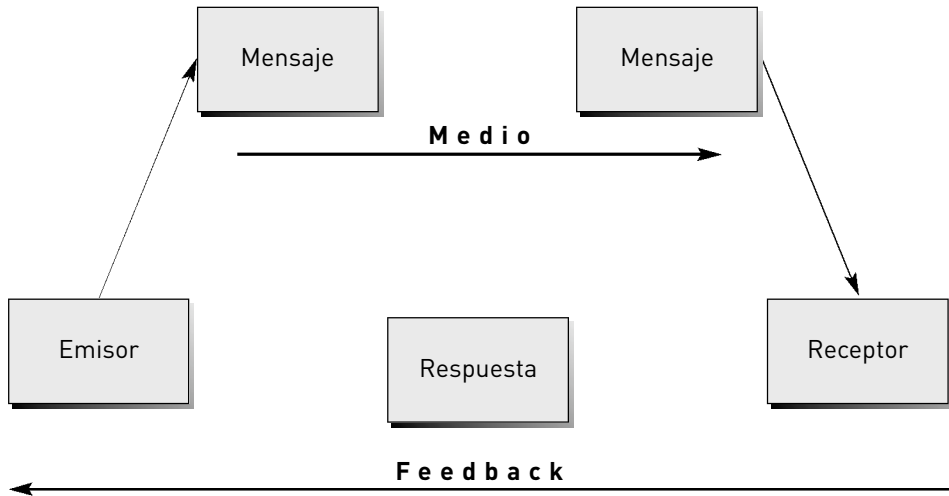 Mensaje
Mensaje
Medio
Emisor
Respuesta
Receptor
Feedback